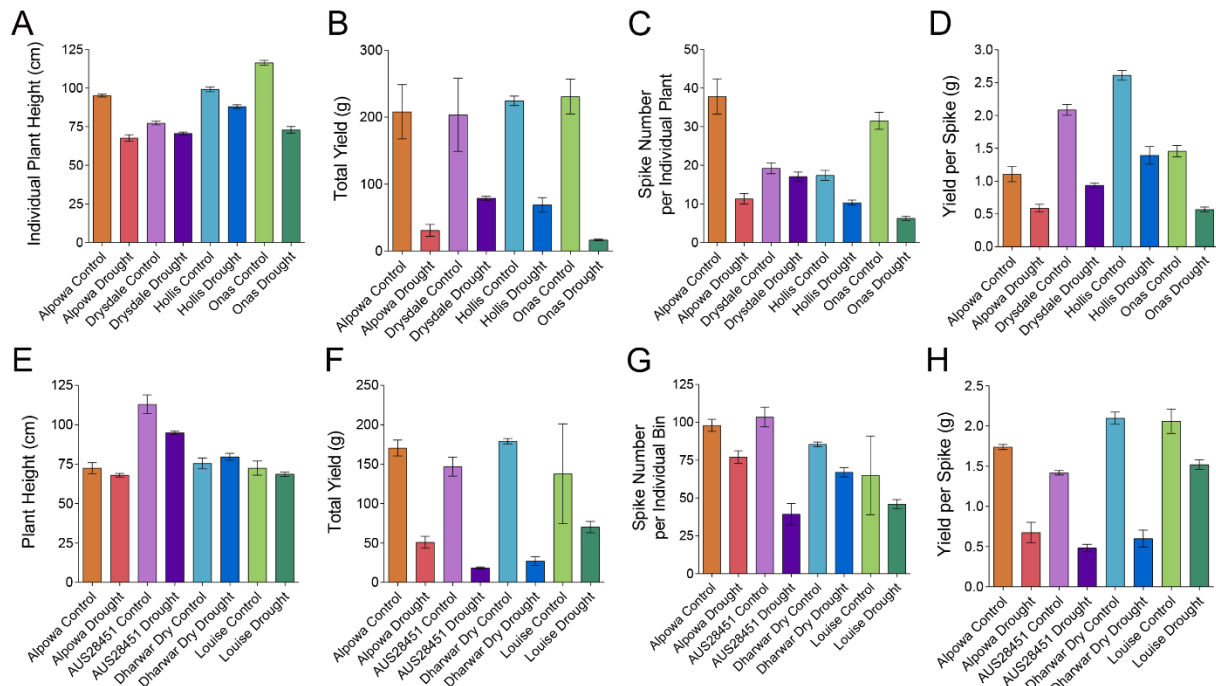 A
Individual Plant Height (cm)
125
100
75
50
25
0
Alpowa Control
Alpowa Drought
Drysdale Control
Drysdale Drought
Hollis Control
Hollis Drought
Onas Control
Onas Drought
B
Total Yield (g)
300
200
100
0
Alpowa Control
Alpowa Drought
Drysdale Control
Drysdale Drought
Hollis Control
Hollis Drought
Onas Control
Onas Drought
C
Spike Number
per Individual Plant
50
40
30
20
10
0
Alpowa Control
Alpowa Drought
Drysdale Control
Drysdale Drought
Hollis Control
Hollis Drought
Onas Control
Onas Drought
D
Yield per Spike (g)
3.0
2.5
2.0
1.5
1.0
0.5
0.0
Alpowa Control
Alpowa Drought
Drysdale Control
Drysdale Drought
Hollis Control
Hollis Drought
Onas Control
Onas Drought
E
Plant Height (cm)
125
100
75
50
25
0
Alpowa Control
Alpowa Drought
AUS28451 Control
AUS28451 Drought
Dharwar Dry Control
Dharwar Dry Drought
Louise Control
Louise Drought
F
Total Yield (g)
250
200
150
100
50
0
Alpowa Control
Alpowa Drought
AUS28451 Control
AUS28451 Drought
Dharwar Dry Control
Dharwar Dry Drought
Louise Control
Louise Drought
G
Spike Number
per Individual Bin
125
100
75
50
25
0
Alpowa Control
Alpowa Drought
AUS28451 Control
AUS28451 Drought
Dharwar Dry Control
Dharwar Dry Drought
Louise Control
Louise Drought
H
Yield per Spike (g)
2.5
2.0
1.5
1.0
0.5
0.0
Alpowa Control
Alpowa Drought
AUS28451 Control
AUS28451 Drought
Dharwar Dry Control
Dharwar Dry Drought
Louise Control
Louise Drought